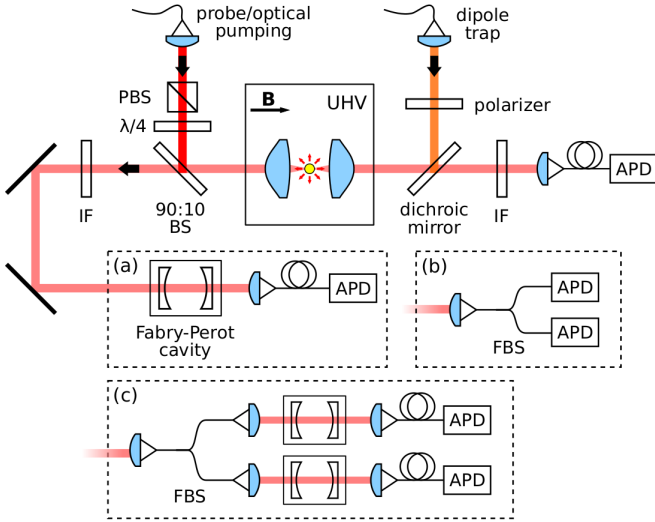 probe/optical
pumping
dipole
trap
PBS
λ/4
B
UHV
polarizer
IF
90:10
BS
dichroic
mirror
IF
APD
(a)
APD
Fabry-Perot
cavity
(b)
APD
APD
FBS
(c)
APD
APD
FBS